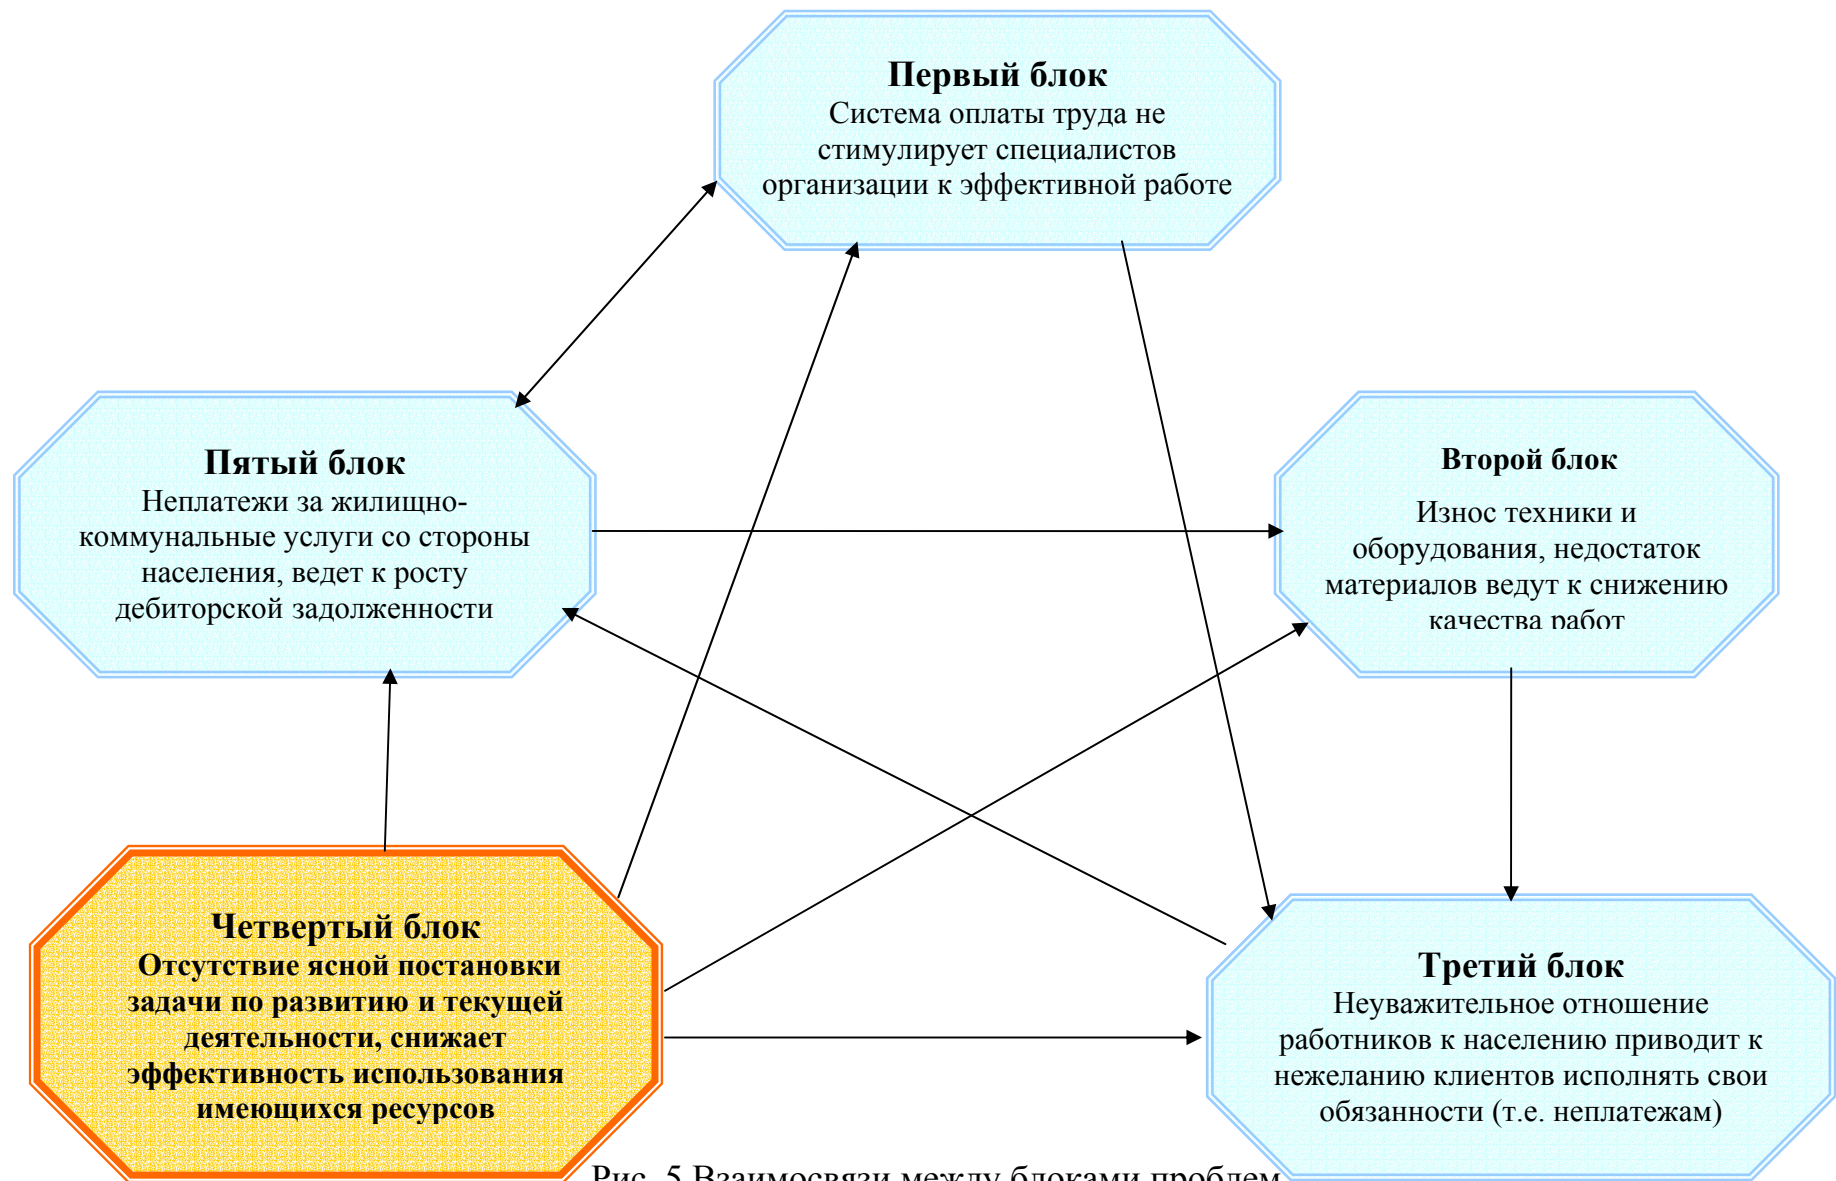 Первый блок
Система оплаты труда не
стимулирует специалистов
организации к эффективной работе
Пятый блок
Неплатежи за жилищно-
коммунальные услуги со стороны
населения, ведет к росту
дебиторской задолженности
Второй блок
Износ техники и
оборудования, недостаток
материалов ведут к снижению
качества работ
Четвертый блок
Отсутствие ясной постановки
задачи по развитию и текущей
деятельности, снижает
эффективность использования
имеющихся ресурсов
Третий блок
Неуважительное отношение
работников к населению приводит к
нежеланию клиентов исполнять свои
обязанности (т.е. неплатежам)
Рис. 5 Взаимосвязи между блоками проблем